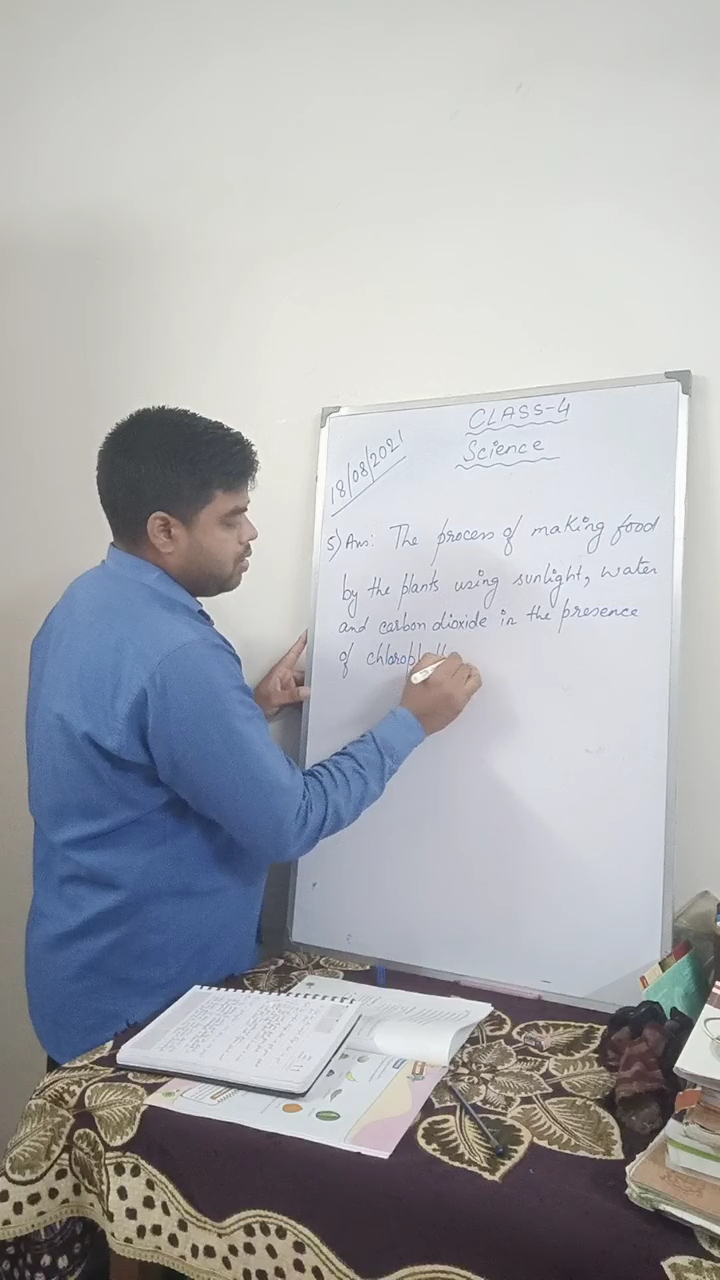 CLASS-4
Science
18/08/2021
5) Ans: The process of making food
by the plants using sunlight, water
and carbon dioxide in the presence
of